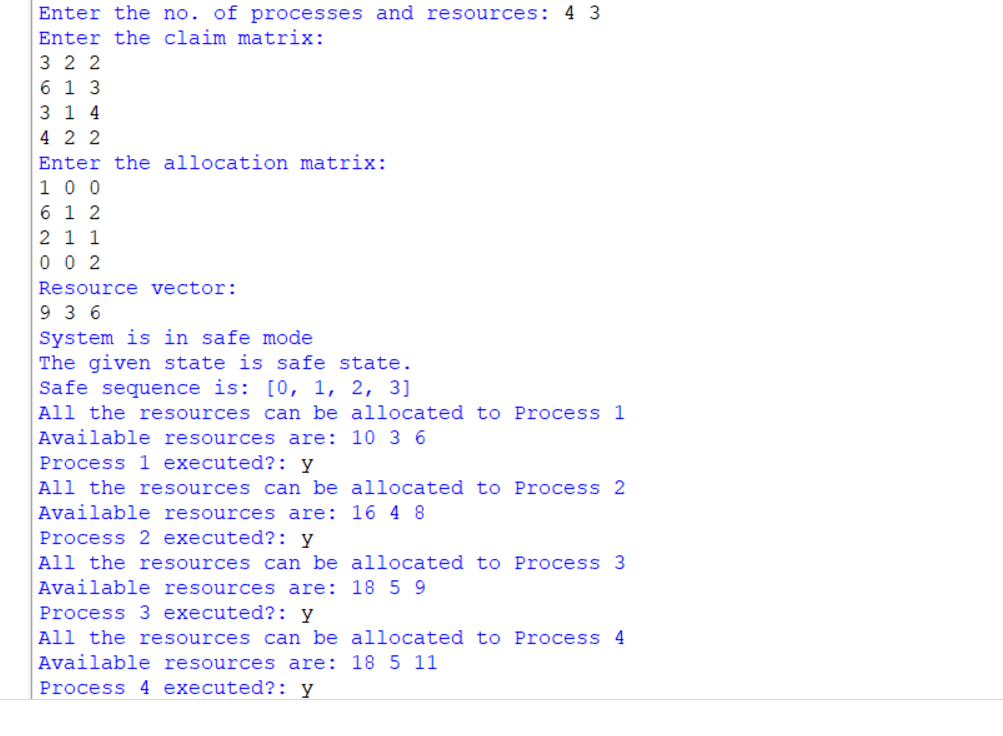 Enter the no. of processes and resources: 4 3
Enter the claim matrix:
3 2 2
6 1 3
3 1 4
4 2 2
Enter the allocation matrix:
1 0 0
6 1 2
2 1 1
0 0 2
Resource vector:
9 3 6
System is in safe mode
The given state is safe state.
Safe sequence is: [0, 1, 2, 3]
All the resources can be allocated to Process 1
Available resources are: 10 3 6
Process 1 executed?: y
All the resources can be allocated to Process 2
Available resources are: 16 4 8
Process 2 executed?: y
All the resources can be allocated to Process 3
Available resources are: 18 5 9
Process 3 executed?: y
All the resources can be allocated to Process 4
Available resources are: 18 5 11
Process 4 executed?: y